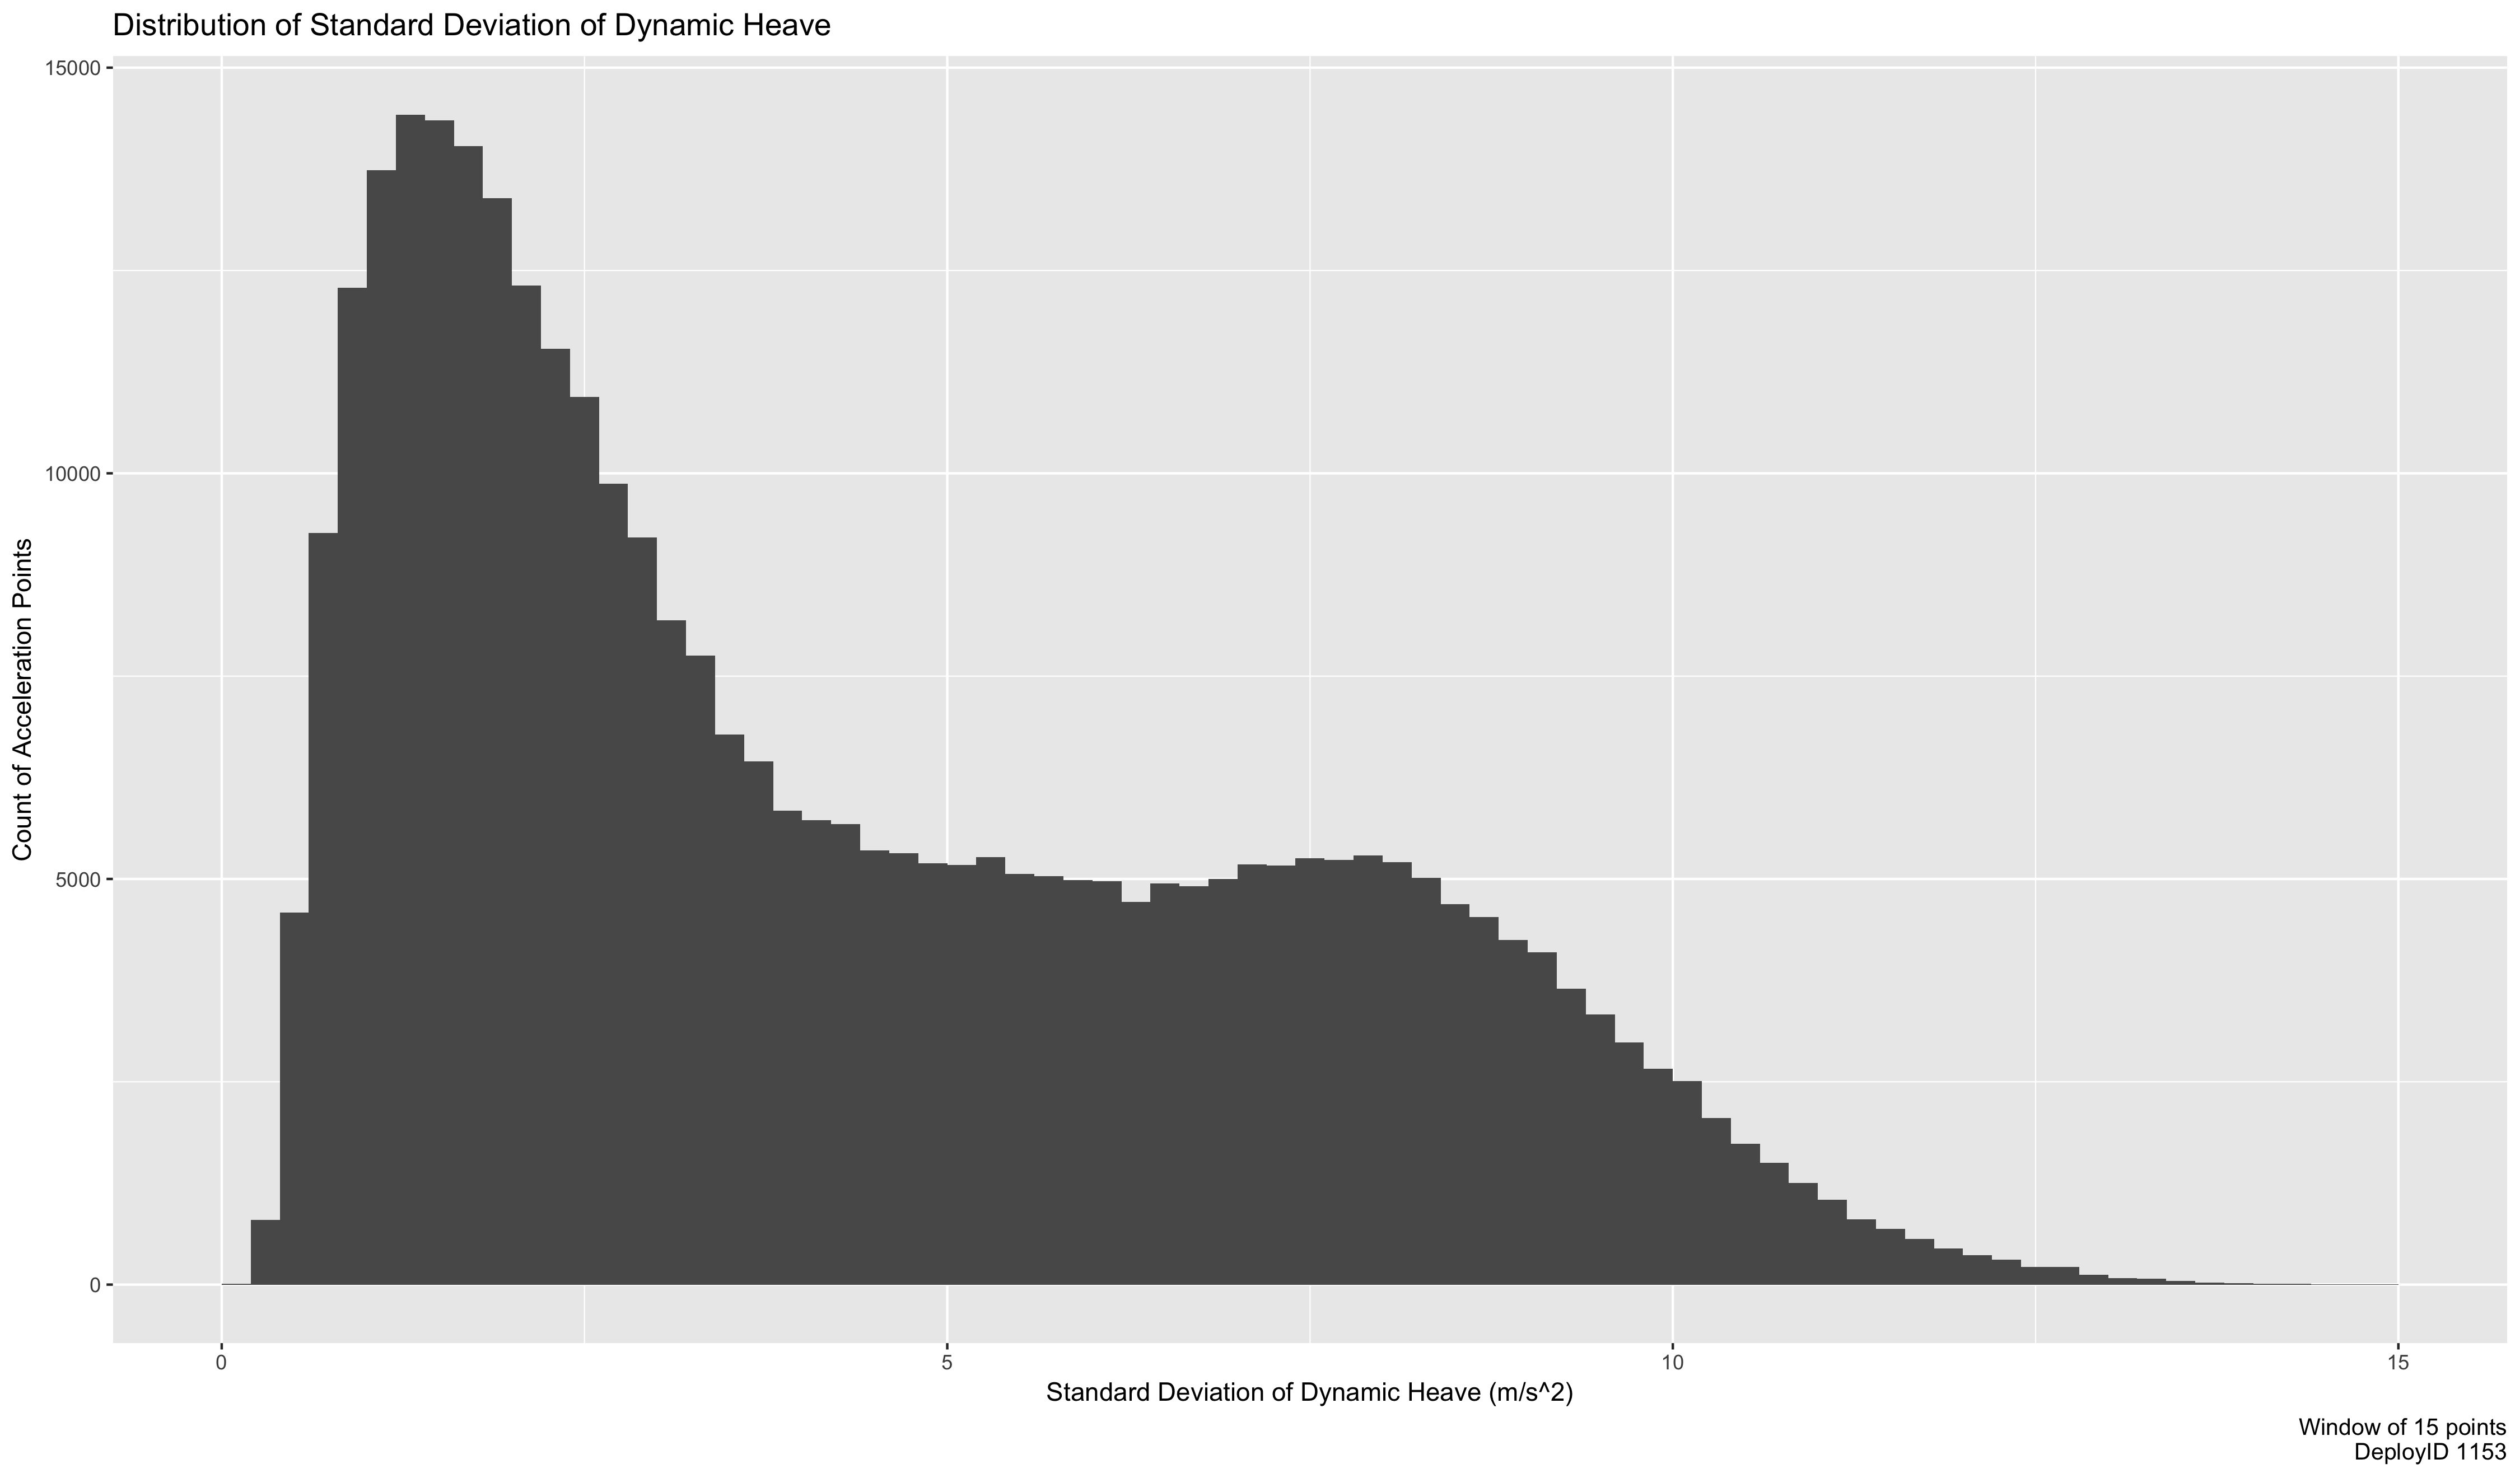 Distribution of Standard Deviation of Dynamic Heave
15000
10000
5000
0
Count of Acceleration Points
0 5 10 15
Standard Deviation of Dynamic Heave (m/s^2)
Window of 15 points
DeployID 1153